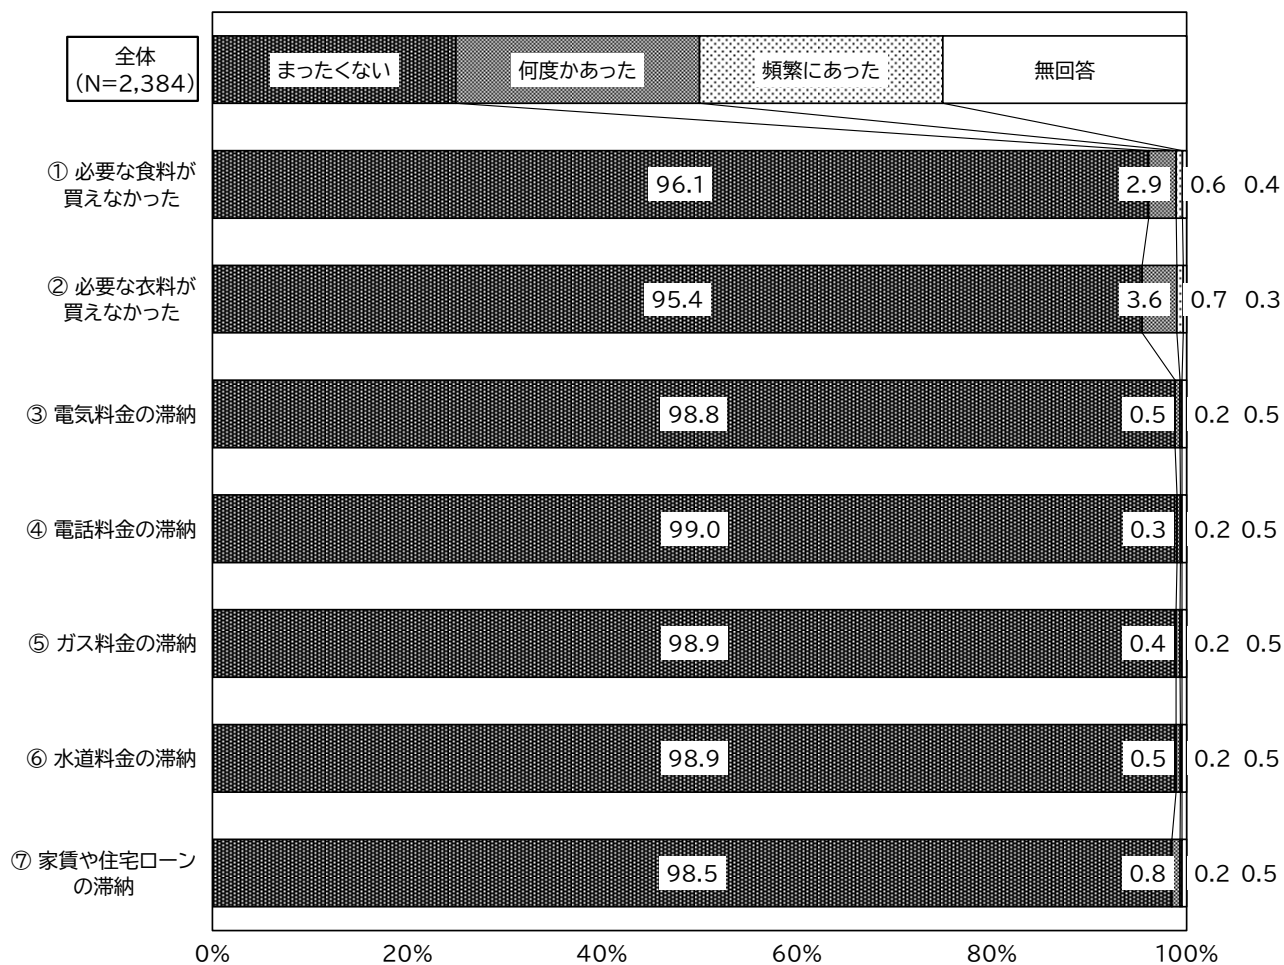 全体
(N=2,384)
まったくない 何度かあった 頻繁にあった 無回答
① 必要な食料が
買えなかった
96.1 2.9 0.6 0.4
② 必要な衣料が
買えなかった
95.4 3.6 0.7 0.3
③ 電気料金の滞納 98.8 0.5 0.2 0.5
④ 電話料金の滞納 99.0 0.3 0.2 0.5
⑤ ガス料金の滞納 98.9 0.4 0.2 0.5
⑥ 水道料金の滞納 98.9 0.5 0.2 0.5
⑦ 家賃や住宅ローン
の滞納
98.5 0.8 0.2 0.5
0% 20% 40% 60% 80% 100%